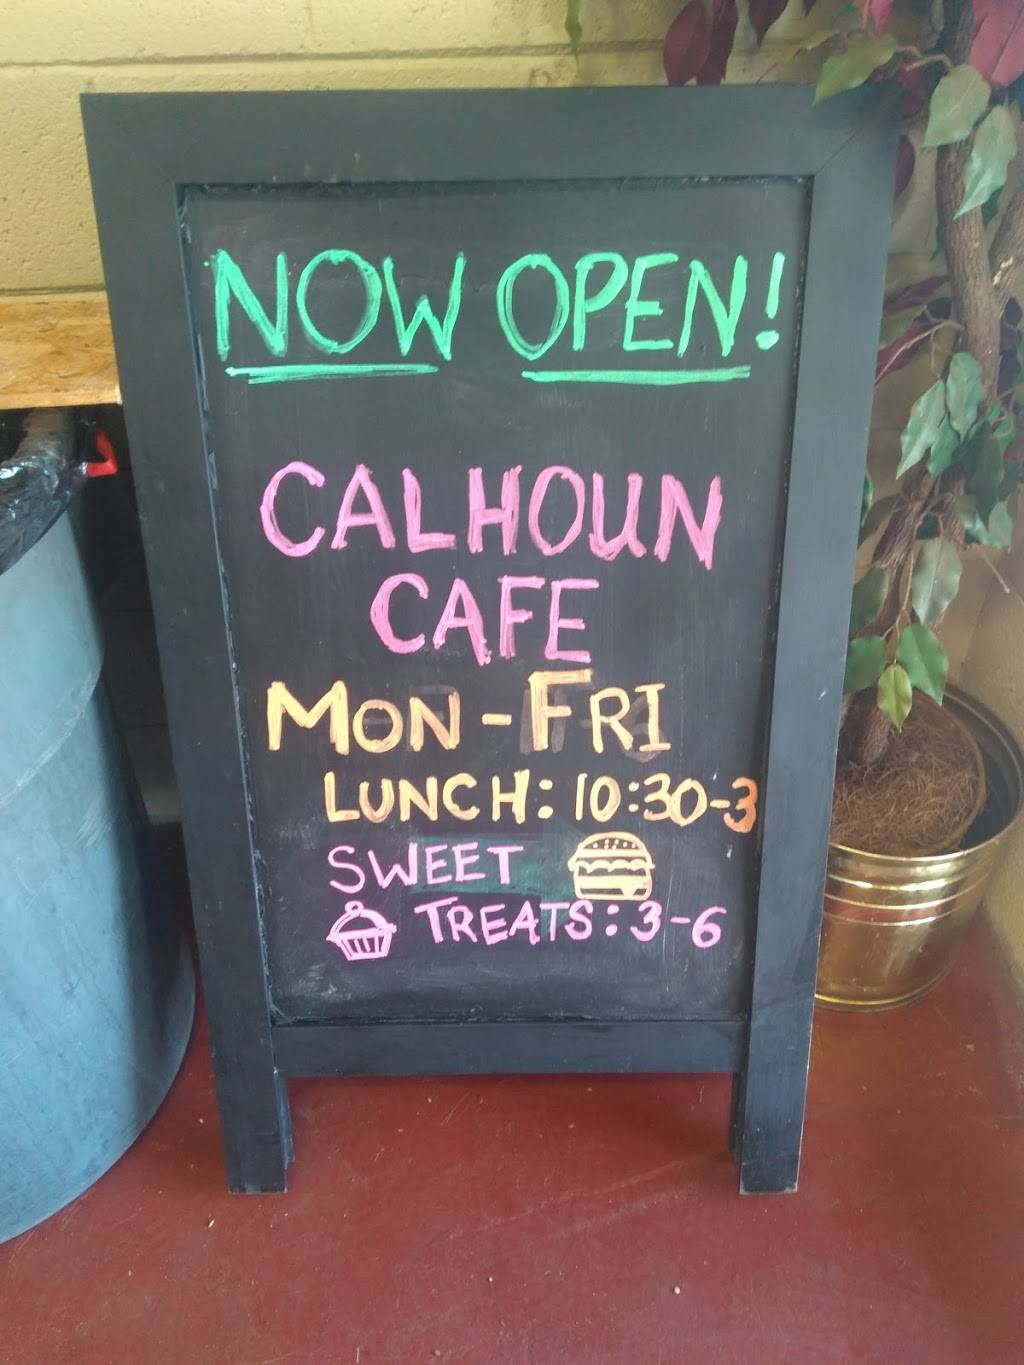 NOW OPEN!
CALHOUN
CAFE
MON-FRI
LUNCH: 10:30-3
SWEET
TREATS: 3-6